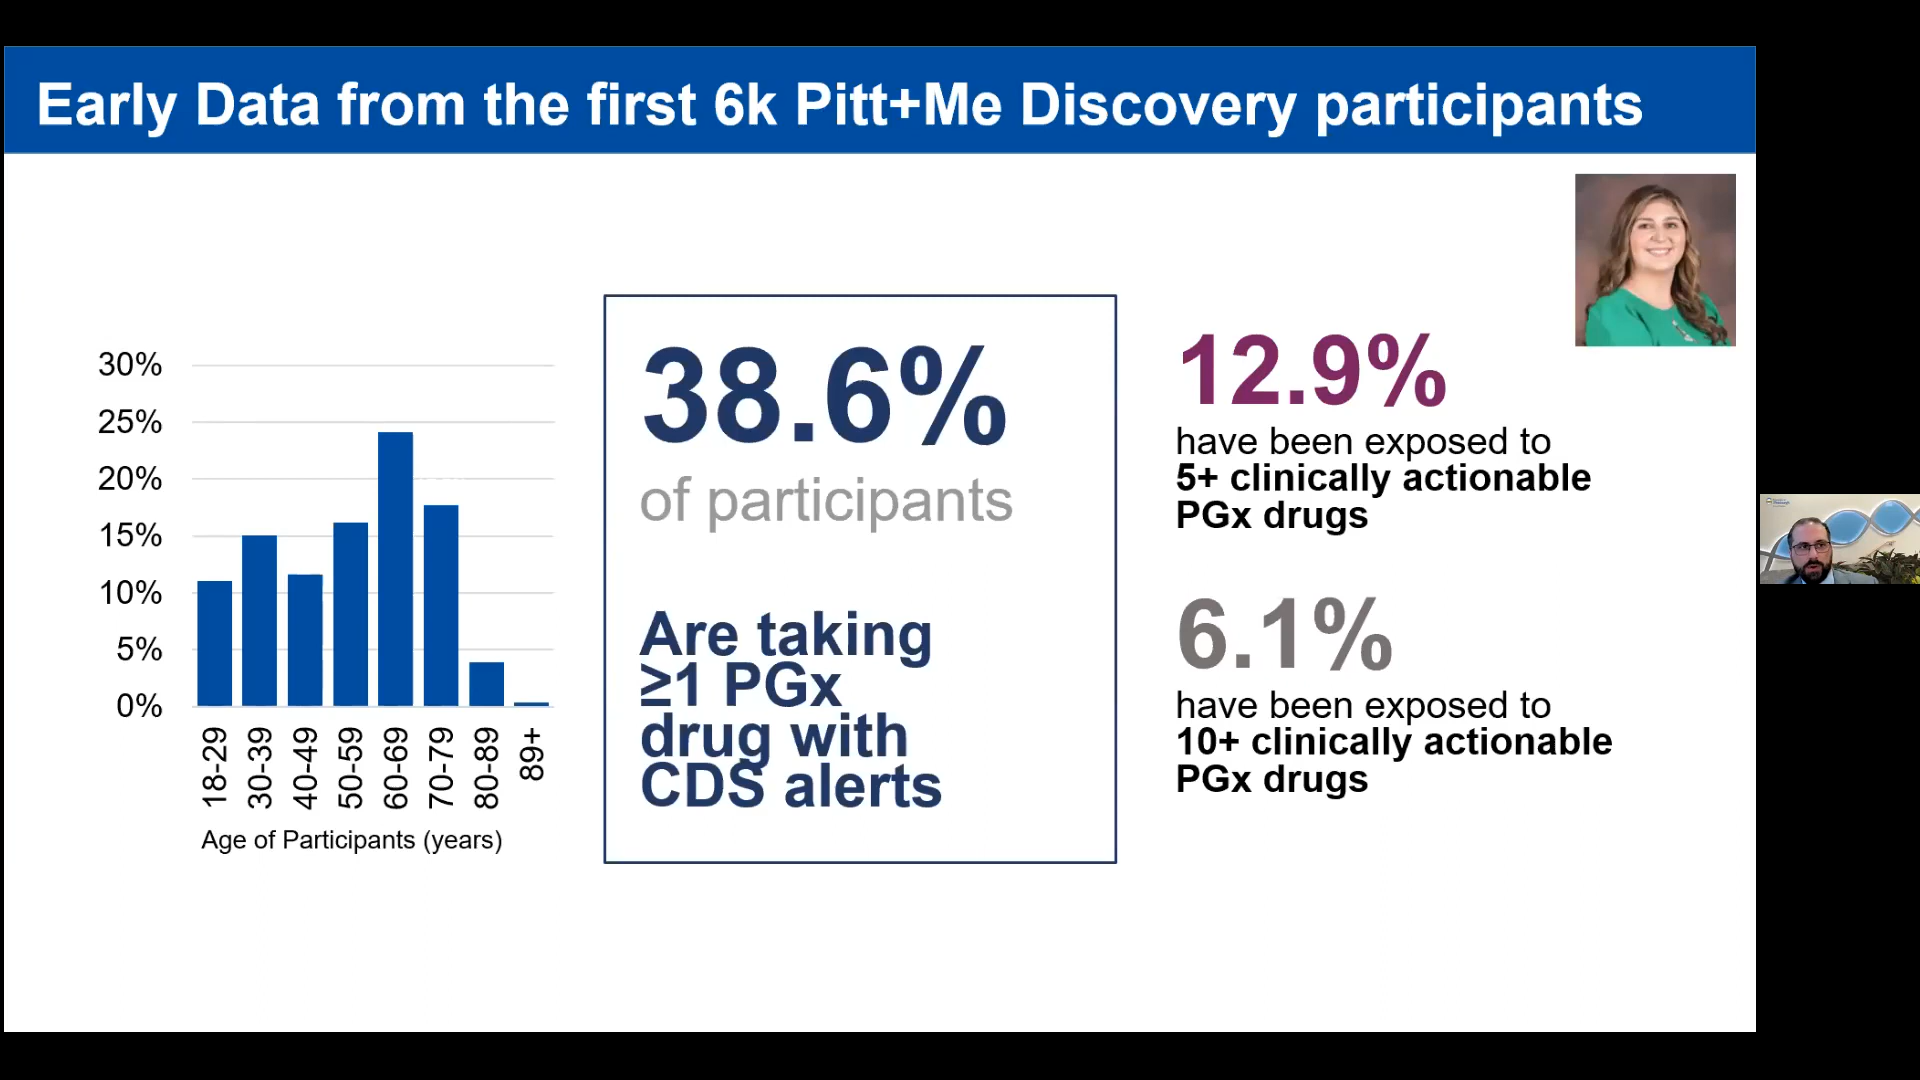 Early Data from the first 6k Pitt+Me Discovery participants
30%
25%
20%
15%
10%
5%
0%
18-29
30-39
40-49
50-59
60-69
70-79
80-89
89+
Age of Participants (years)
38.6%
of participants
Are taking
≥1 PGx
drug with
CDS alerts
12.9%
have been exposed to
5+ clinically actionable
PGx drugs
6.1%
have been exposed to
10+ clinically actionable
PGx drugs